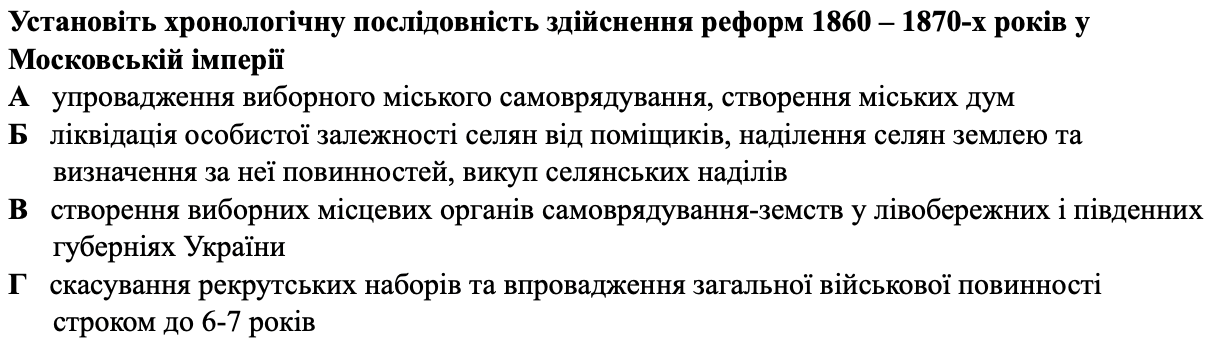 Установіть хронологічну послідовність здійснення реформ 1860 – 1870-х років у
Московській імперії
А упровадження виборного міського самоврядування, створення міських дум
Б ліквідація особистої залежності селян від поміщиків, наділення селян землею та
визначення за неї повинностей, викуп селянських наділів
В створення виборних місцевих органів самоврядування-земств у лівобережних і південних
губерніях України
Г скасування рекрутських наборів та впровадження загальної військової повинності
строком до 6-7 років